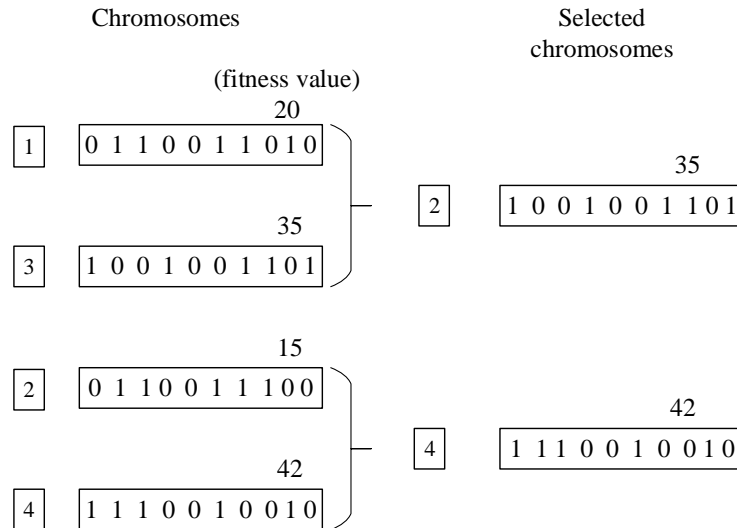 Chromosomes
Selected
chromosomes
(fitness value)
20
1 0 1 1 0 0 1 1 0 1 0
35
2 1 0 0 1 0 0 1 1 0 1
35
3 1 0 0 1 0 0 1 1 0 1
15
2 0 1 1 0 0 1 1 1 0 0
42
4 1 1 1 0 0 1 0 0 1 0
42
4 1 1 1 0 0 1 0 0 1 0